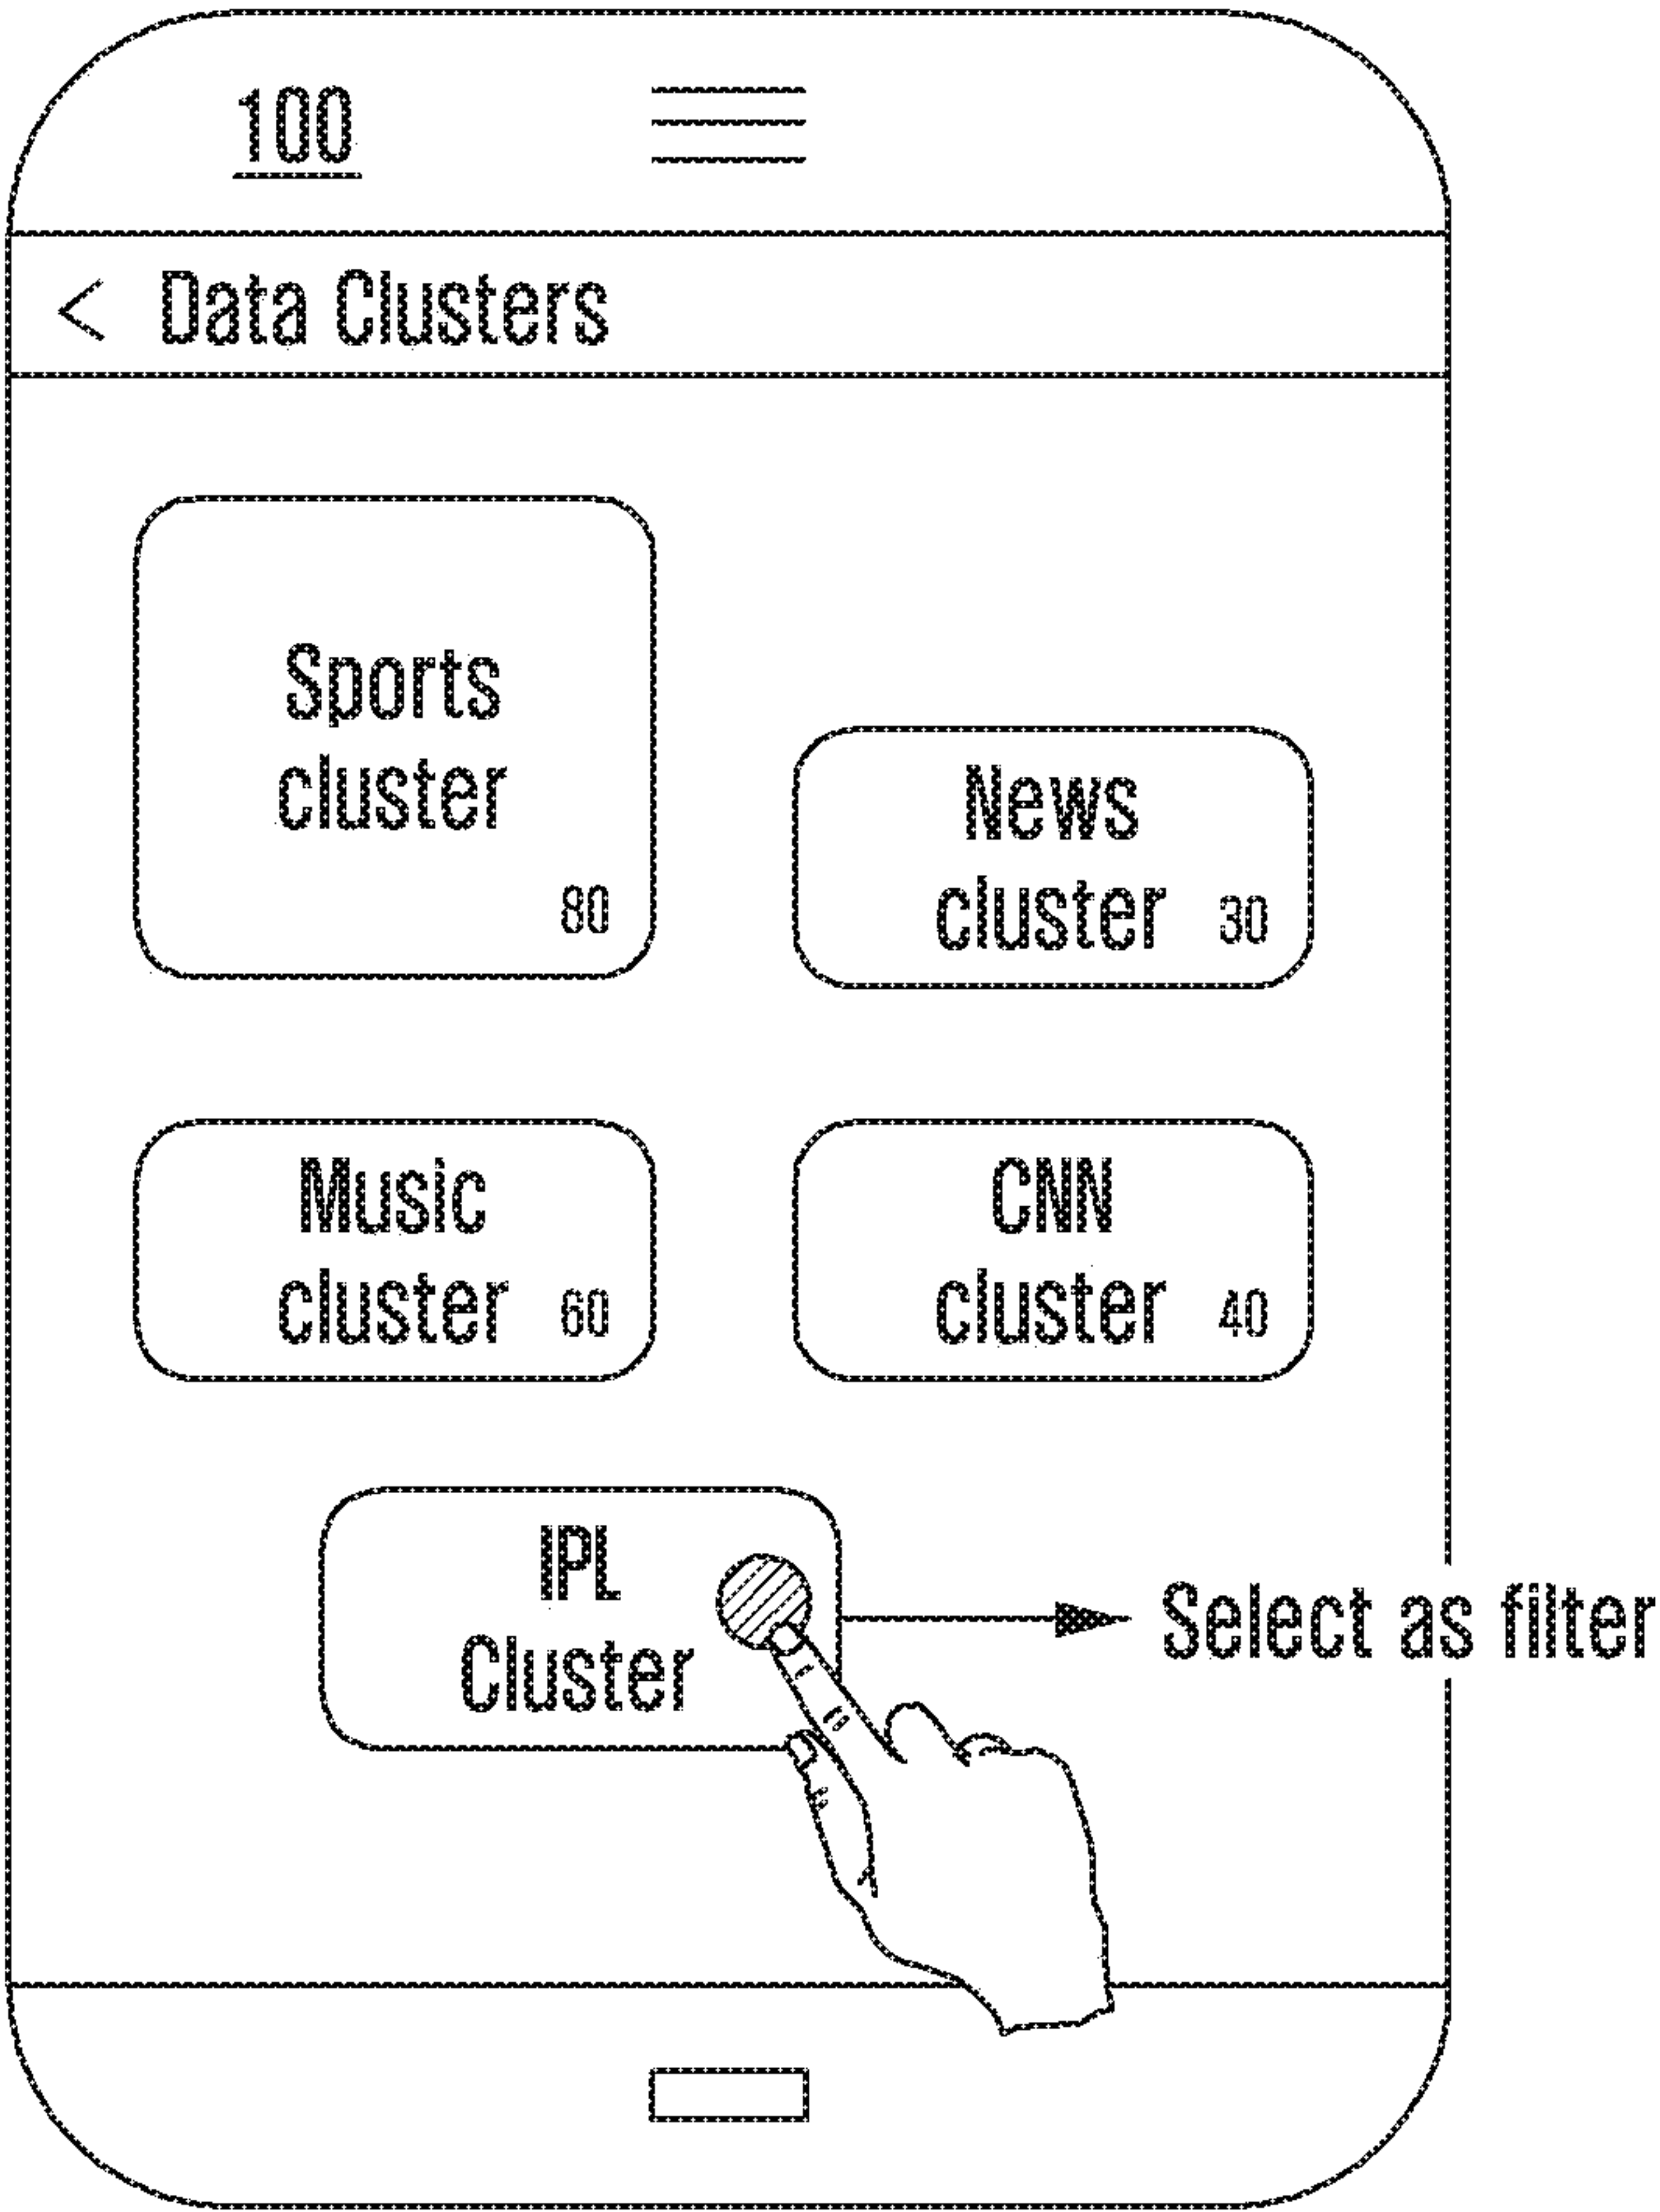 100
< Data Clusters
Sports
cluster
80
News
cluster 30
Music
cluster 60
CNN
cluster 40
IPL
Cluster
Select as filter